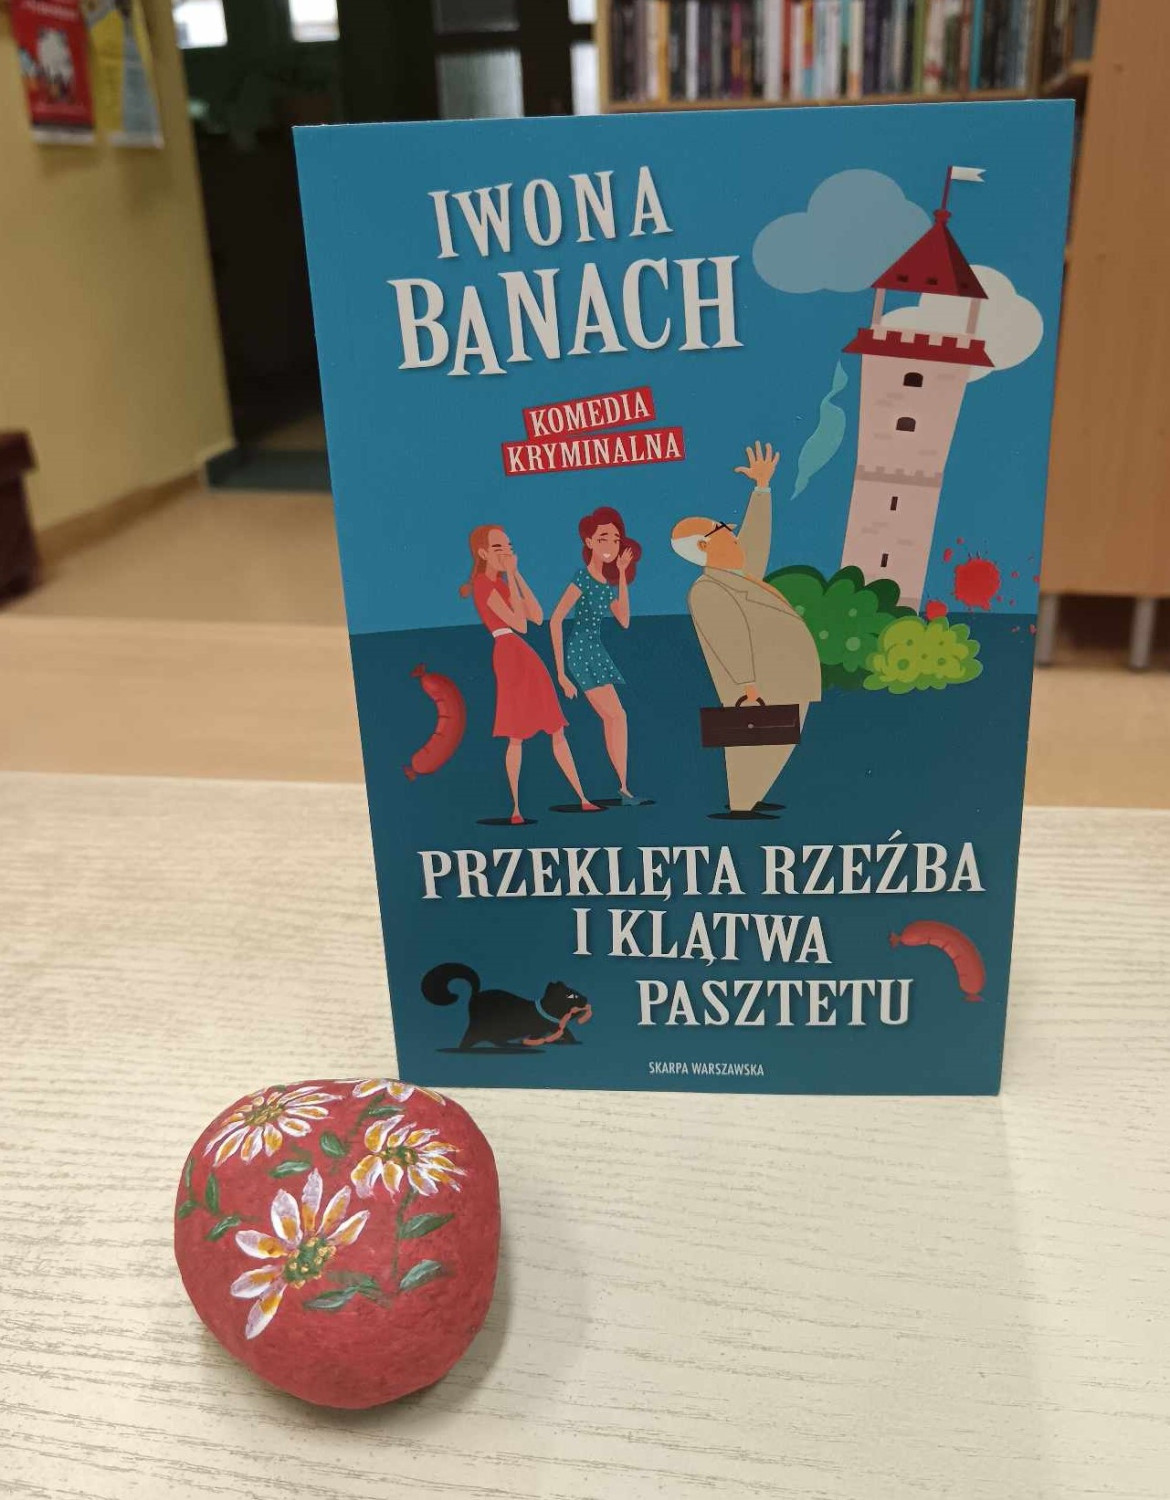 IWONA
BANACH
KOMEDIA
KRYMINALNA
PRZEKLĘTA RZEŹBA
I KLĄTWA
PASZTETU
SKARPA WARSZAWSKA